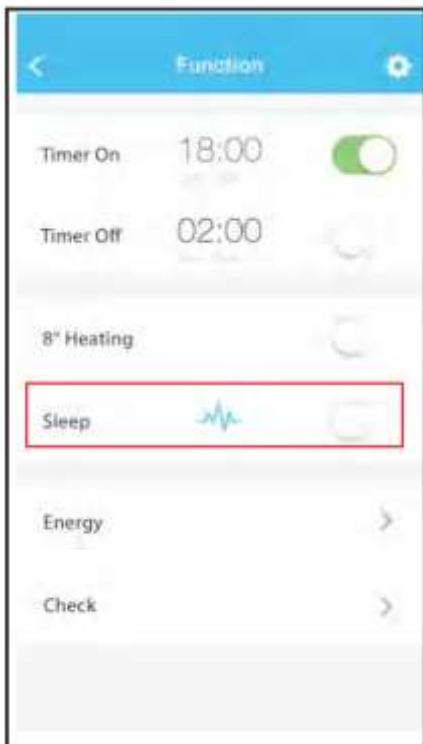 Function
Timer On 18:00
Timer Off 02:00
8° Heating
Sleep
Energy
Check